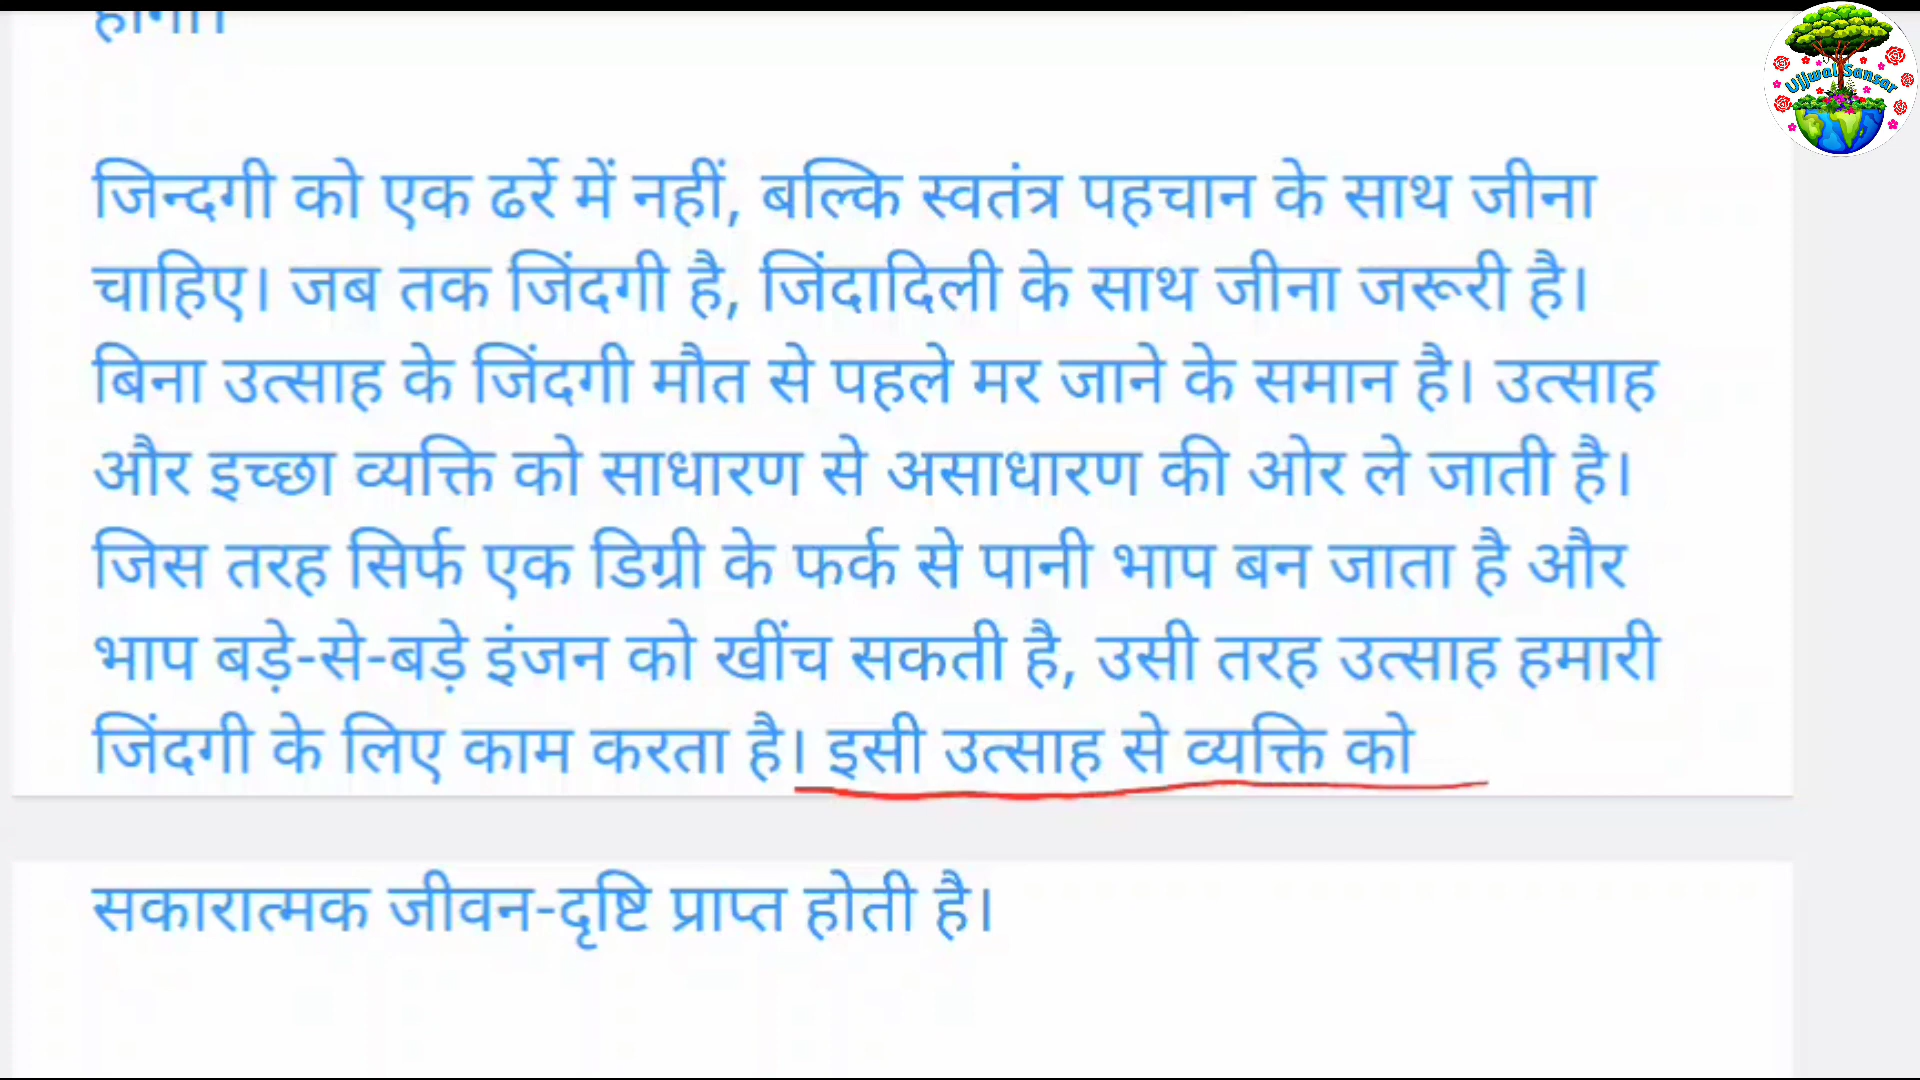 होगा।
Ujjwal Sansar
जिन्दगी को एक ढर्रे में नहीं, बल्कि स्वतंत्र पहचान के साथ जीना
चाहिए। जब तक जिंदगी है, जिंदादिली के साथ जीना जरूरी है।
बिना उत्साह के जिंदगी मौत से पहले मर जाने के समान है। उत्साह
और इच्छा व्यक्ति को साधारण से असाधारण की ओर ले जाती है।
जिस तरह सिर्फ एक डिग्री के फर्क से पानी भाप बन जाता है और
भाप बड़े-से-बड़े इंजन को खींच सकती है, उसी तरह उत्साह हमारी
जिंदगी के लिए काम करता है। इसी उत्साह से व्यक्ति को
सकारात्मक जीवन-दृष्टि प्राप्त होती है।